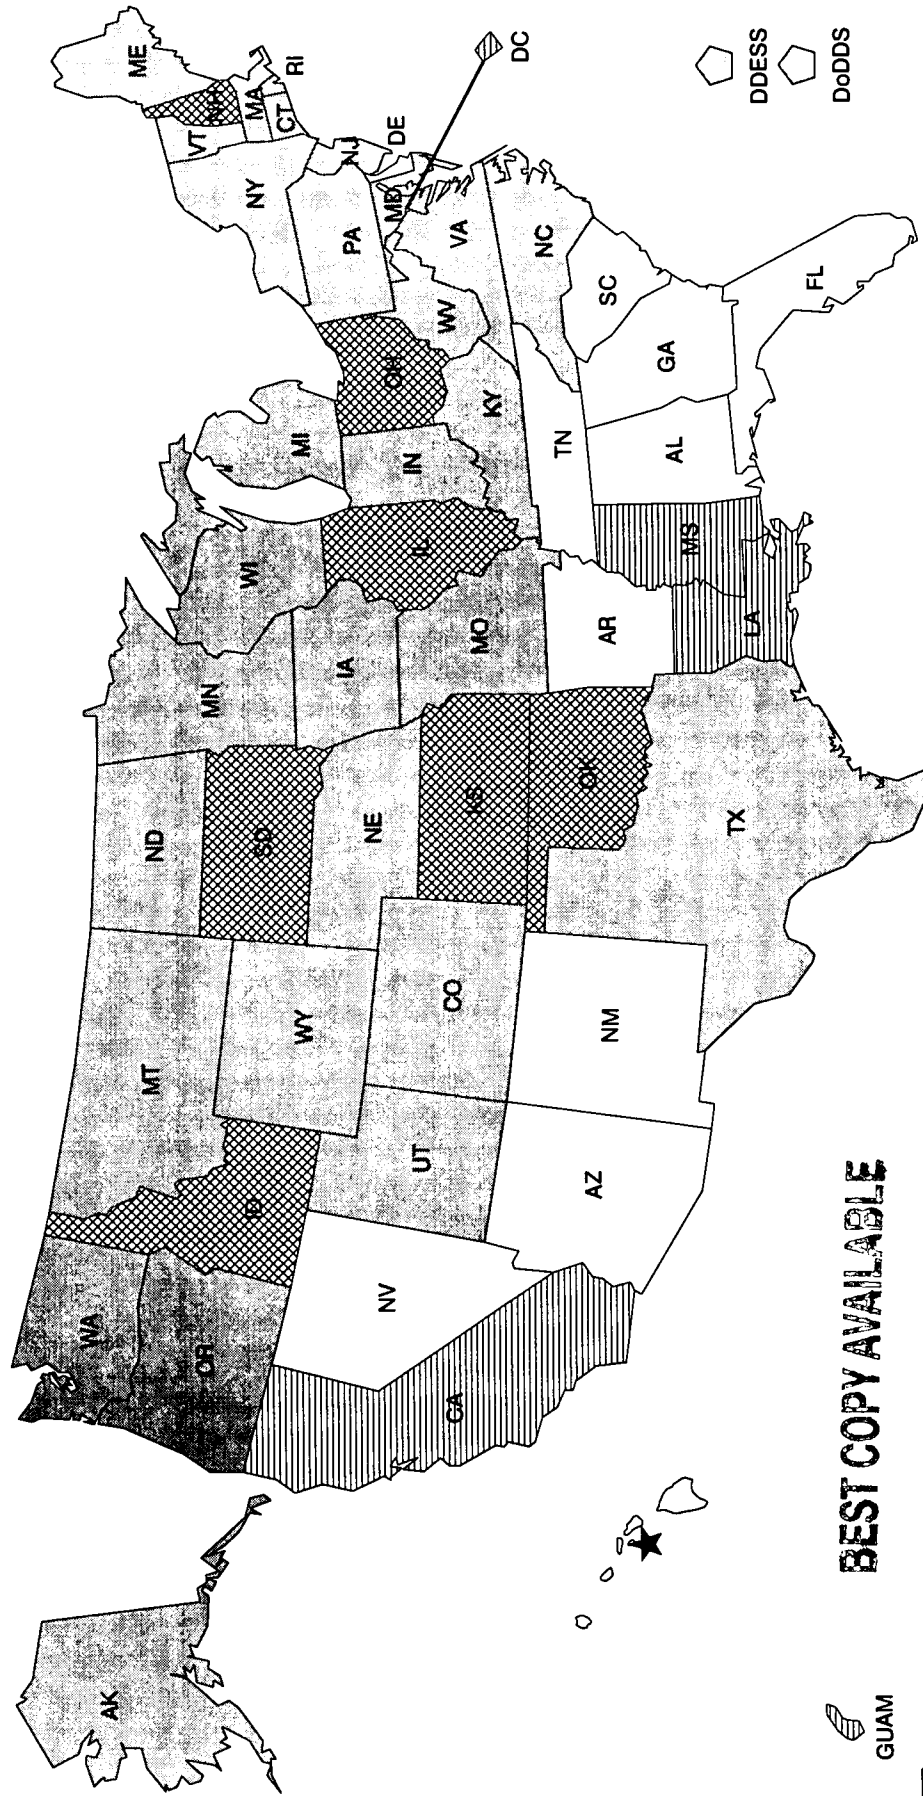 AK
WA
OR
CA
NV
ID
MT
WY
UT
CO
AZ
NM
ND
SD
NE
KS
OK
TX
MN
IA
MO
AR
LA
WI
IL
MS
MI
IN
KY
TN
AL
OH
WV
GA
SC
NC
VA
FL
PA
NY
MD
DE
NJ
VT
NH
ME
MA
CT
RI
DC
DDESS
DoDDS
GUAM
BEST COPY AVAILABLE